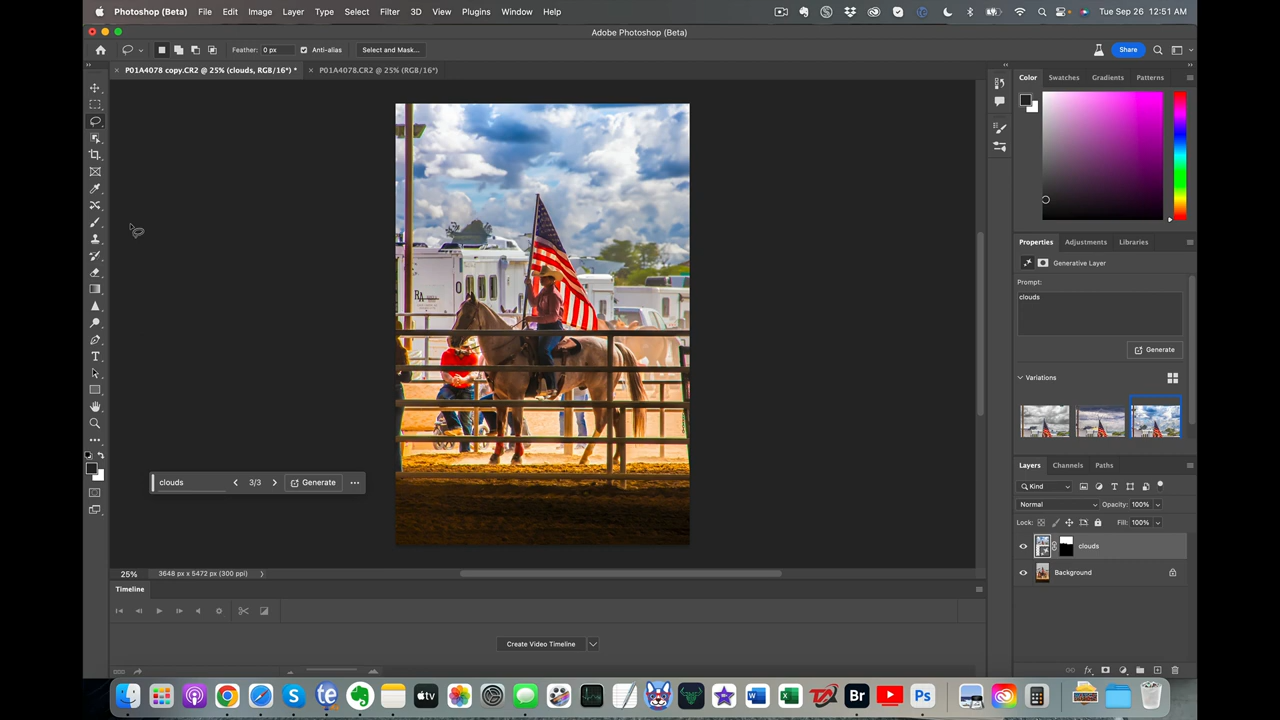 Photoshop (Beta) File Edit Image Layer Type Select Filter 3D View Plugins Window Help Tue Sep 26 12:51 AM
Adobe Photoshop (Beta)
Feather: 0 px Anti-alias Select and Mask... Share
P01A4078 copy.CR2 @ 25% (clouds, RGB/16*) * P01A4078.CR2 @ 25% (RGB/16*)
Color Swatches Gradients Patterns
Properties Adjustments Libraries
Generative Layer
Prompt:
clouds
Generate
Variations
RA
clouds 3/3 Generate ...
Layers Channels Paths
Kind
Normal Opacity: 100%
Lock: Fill: 100%
clouds
Background
25% 3648 px x 5472 px (300 ppi)
Timeline
Create Video Timeline
tv W X Br Ps